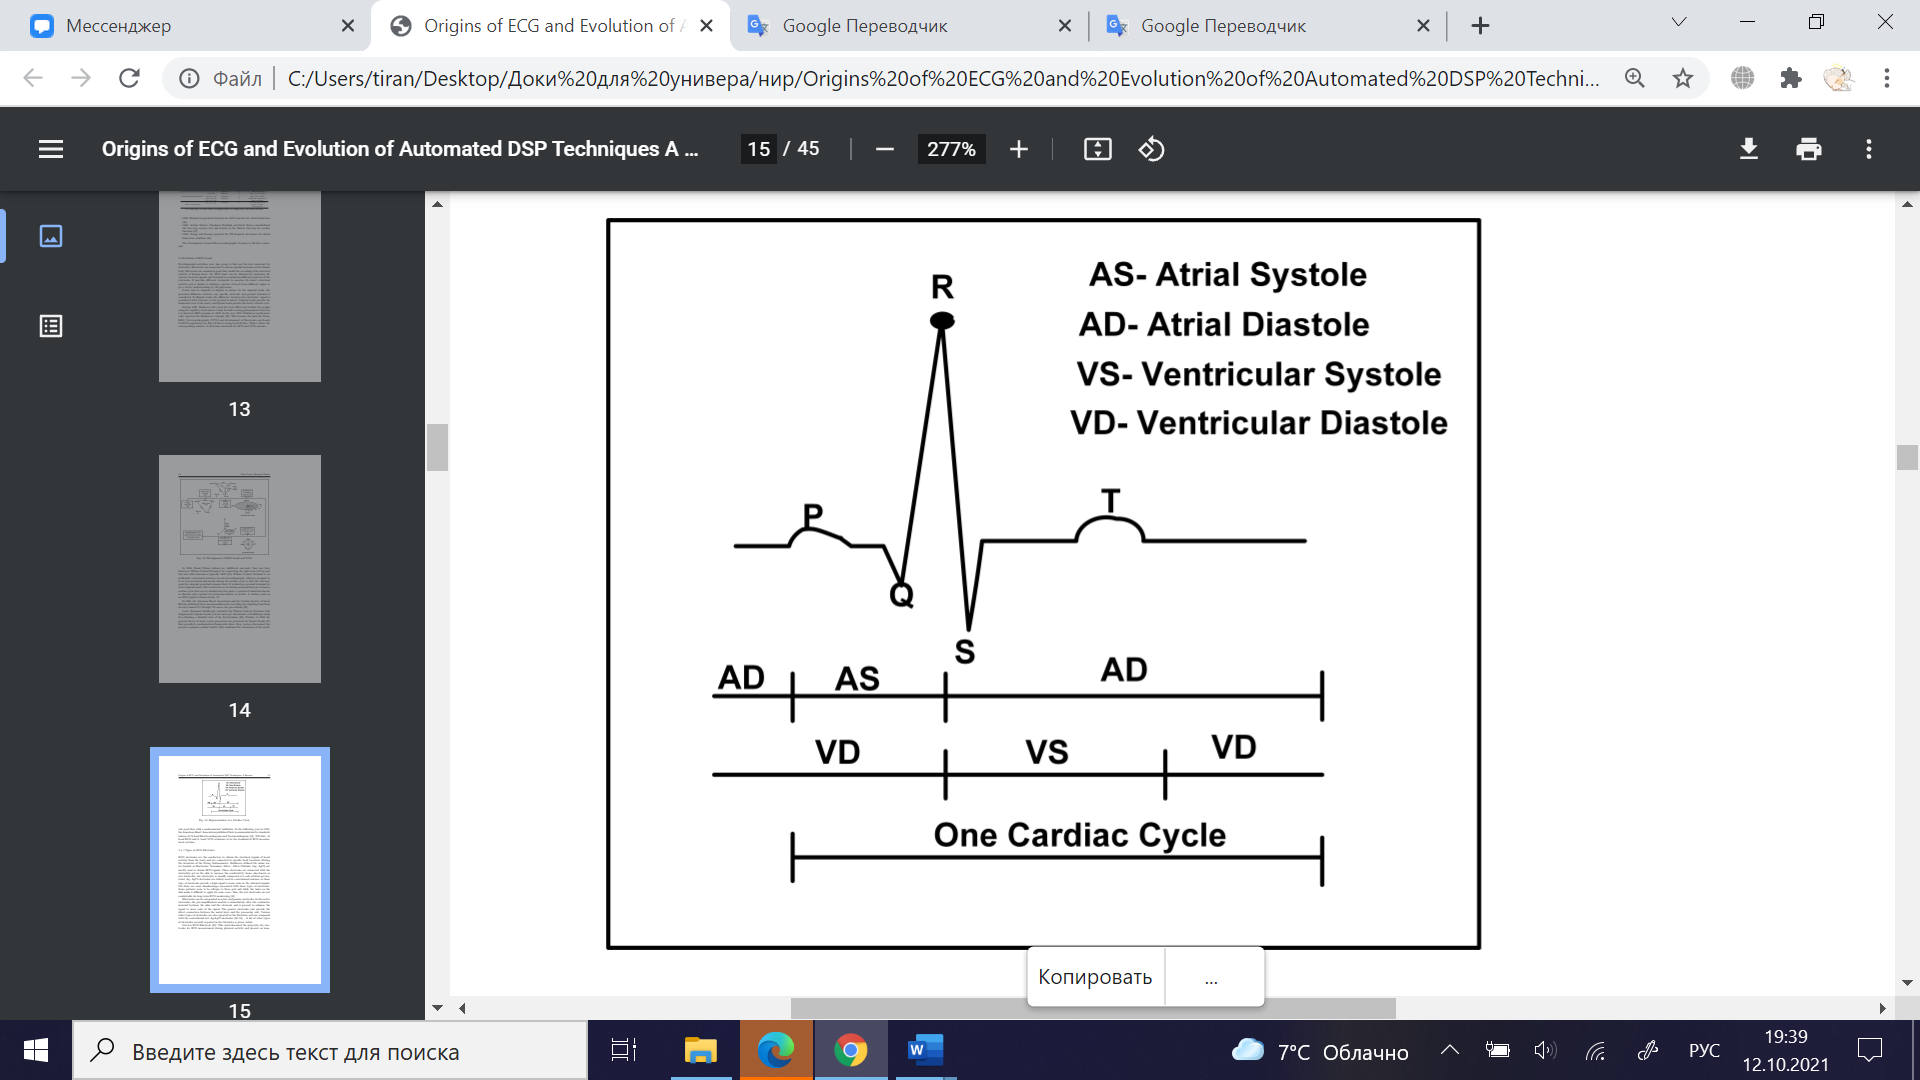 Мессенджер
Origins of ECG and Evolution of A
Google Переводчик
Google Переводчик
Файл
C:/Users/tiran/Desktop/Доки%20для%20универа/нир/Origins%20of%20ECG%20and%20Evolution%20of%20Automated%20DSP%20Techni...
Origins of ECG and Evolution of Automated DSP Techniques A ...
15 / 45
277%
13
14
15
R
AS- Atrial Systole
AD- Atrial Diastole
VS- Ventricular Systole
VD- Ventricular Diastole
P
T
Q
S
AD AS AD
VD VS VD
One Cardiac Cycle
Копировать ...
Введите здесь текст для поиска
7°C Облачно
РУС
19:39
12.10.2021